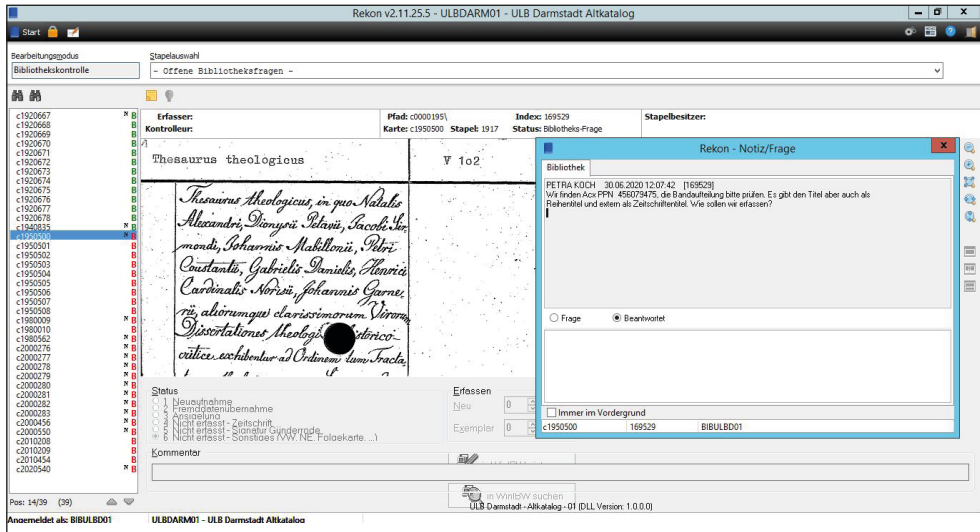 Rekon v2.11.25.5 - ULBDARM01 - ULB Darmstadt Altkatalog
Start
Bearbeitungsmodus
Stapelauswahl
Bibliothekskontrolle
- Offene Bibliotheksfragen -
c1920667 N B
c1920668 B
c1920669 B
c1920670 B
c1920671 B
c1920672 B
c1920673 B
c1920674 B
c1920675 B
c1920676 B
c1920677 B
c1920678 B
c1940835 N B
c1950500 N B
c1950501 B
c1950502 B
c1950503 B
c1950504 B
c1950505 B
c1950506 B
c1950507 B
c1950508 B
c1980009 N B
c1980010 B
c1980562 N B
c2000276 N B
c2000277 N B
c2000278 N B
c2000279 N B
c2000280 N B
c2000281 N B
c2000282 N B
c2000283 N B
c2000456 N B
c2000550 N B
c2010208 B
c2010209 B
c2010454 B
c2020540 N B
Pos: 14/39 (39)
Erfasser:
Pfad: c0000195\
Index: 169529
Stapelbesitzer:
Kontrolleur:
Karte: c1950500 Stapel: 1917 Status: Bibliotheks-Frage
Thesaurus theologicus
V 1o2
Thesaurus theologicus, in quo Natalis
Alexandri, Dionysii Petavii, Jacobi Sir,
mondi, Johannis Mabillonii, Petri
Constantii, Gabrielis Danielis, Henrici
Cardinalis Norisii, Johannis Garne,
rii, aliorumque clarissimorum Virorum
Dissertationes theologi storico-
criticæ exhibentur ad Ordinem tum Tracta,
Rekon - Notiz/Frage
Bibliothek
PETRA KOCH 30.06.2020 12:07:42 [169529]
Wir finden Acx PPN 456079475, die Bandaufteilung bitte prüfen. Es gibt den Titel aber auch als
Reihentitel und extern als Zeitschriftentitel. Wie sollen wir erfassen?
Frage
Beantwortet
Immer im Vordergrund
c1950500 169529 BIBULBD01
Status
1 Neuaufnahme
2 Fremddatenübernahme
3 Ansigelung
4 Nicht erfasst - Zeitschrift
5 Nicht erfasst - Signatur Günderrode
6 Nicht erfasst - Sonstiges (VW, NE, Folgekarte, ...)
Erfassen
Neu 0
Exemplar 0
Kommentar
in WinIBW suchen
ULB Darmstadt - Altkatalog - 01 (DLL Version: 1.0.0.0)
Angemeldet als: BIBULBD01
ULBDARM01 - ULB Darmstadt Altkatalog